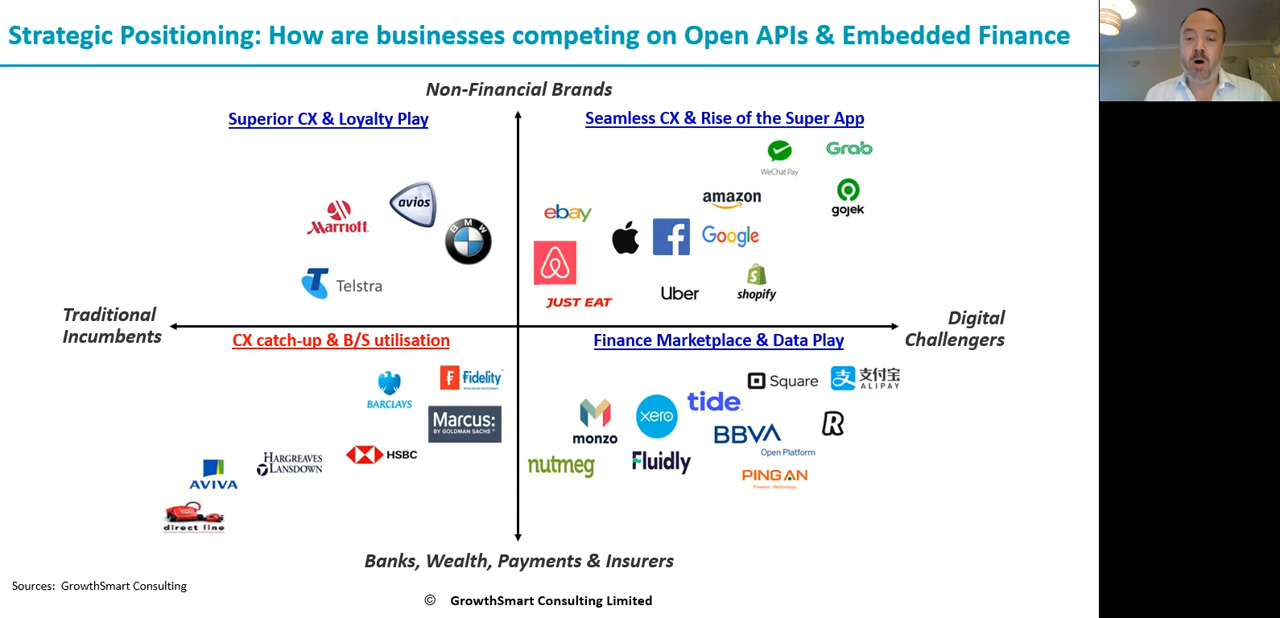 Strategic Positioning: How are businesses competing on Open APIs & Embedded Finance
Non-Financial Brands
Superior CX & Loyalty Play
Seamless CX & Rise of the Super App
WeChat Pay
Grab
amazon
gojek
avios
Marriott
BMW
ebay
Google
Telstra
JUST EAT
Uber
shopify
Traditional
Incumbents
Digital
Challengers
CX catch-up & B/S utilisation
Finance Marketplace & Data Play
BARCLAYS
Fidelity
Square
支付宝
ALIPAY
Marcus:
BY GOLDMAN SACHS™
monzo
xero
tide
BBVA
Open Platform
R
HARGREAVES
LANSDOWN
HSBC
nutmeg
Fluidly
AVIVA
PING AN
Finance · Technology
direct line
Banks, Wealth, Payments & Insurers
Sources: GrowthSmart Consulting
© GrowthSmart Consulting Limited